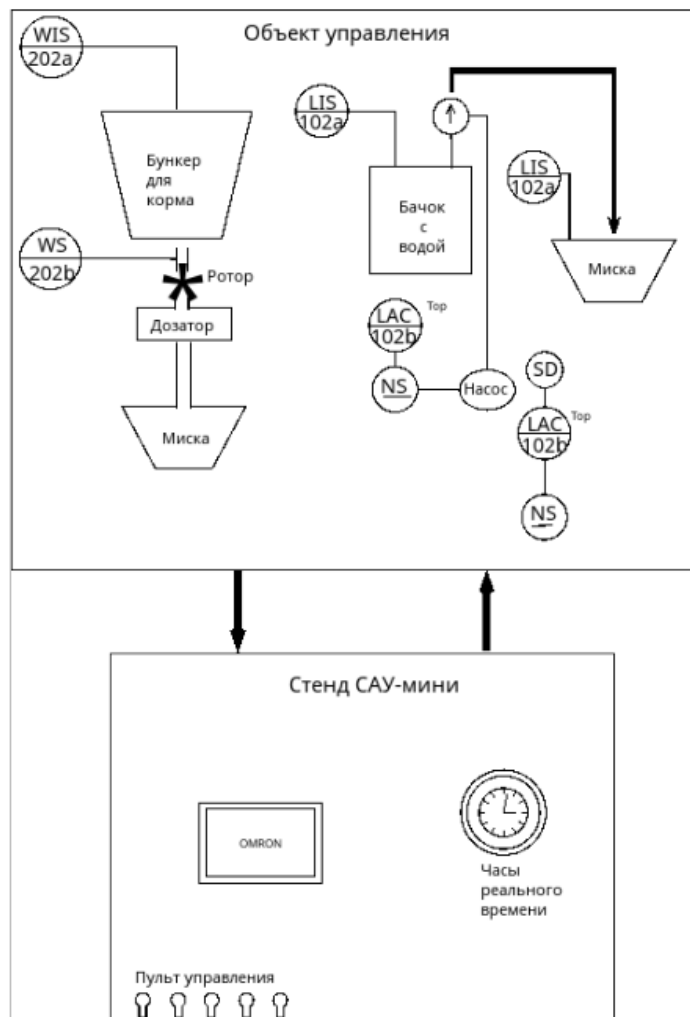 Объект управления
WIS
202a
LIS
102a
Бункер
для
корма
LIS
102a
Бачок
с
водой
WS
202b
Ротор
Миска
Дозатор
LAC
102b
Top
NS
Насос
SD
LAC
102b
Top
Миска
NS
Стенд САУ-мини
OMRON
Часы
реального
времени
Пульт управления